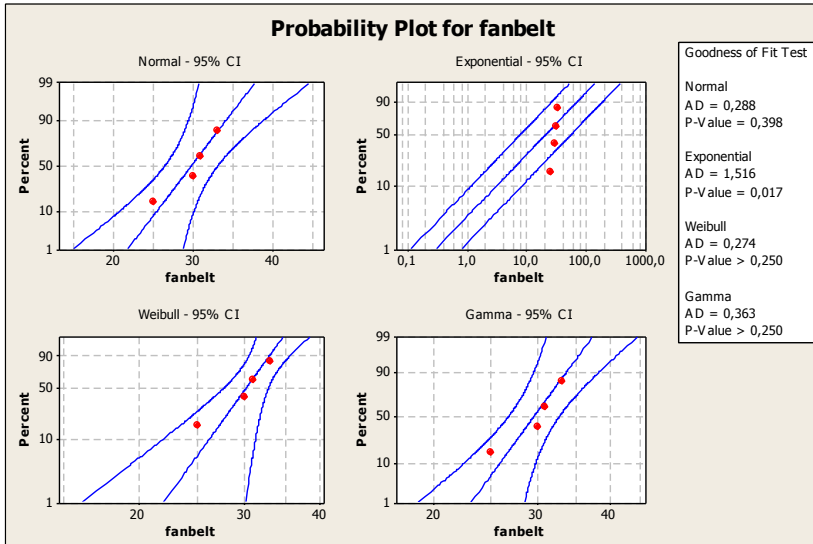 Probability Plot for fanbelt
Normal - 95% CI
Percent
99
90
50
10
1
20
30
40
fanbelt
Exponential - 95% CI
Percent
90
50
10
1
0,1
1,0
10,0
100,0
1000,0
fanbelt
Weibull - 95% CI
Percent
90
50
10
1
20
30
40
fanbelt
Gamma - 95% CI
Percent
99
90
50
10
1
20
30
40
fanbelt
Goodness of Fit Test
Normal
AD = 0,288
P-Value = 0,398
Exponential
AD = 1,516
P-Value = 0,017
Weibull
AD = 0,274
P-Value > 0,250
Gamma
AD = 0,363
P-Value > 0,250